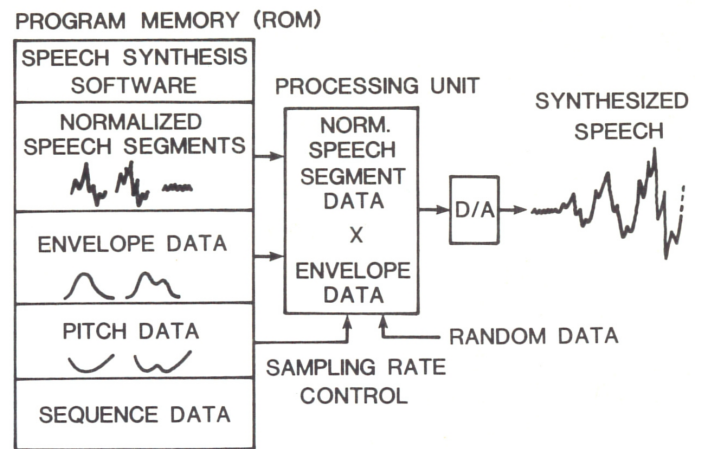 PROGRAM MEMORY (ROM)
SPEECH SYNTHESIS
SOFTWARE
NORMALIZED
SPEECH SEGMENTS
ENVELOPE DATA
PITCH DATA
SEQUENCE DATA
PROCESSING UNIT
NORM.
SPEECH
SEGMENT
DATA
X
ENVELOPE
DATA
SAMPLING RATE
CONTROL
RANDOM DATA
D/A
SYNTHESIZED
SPEECH